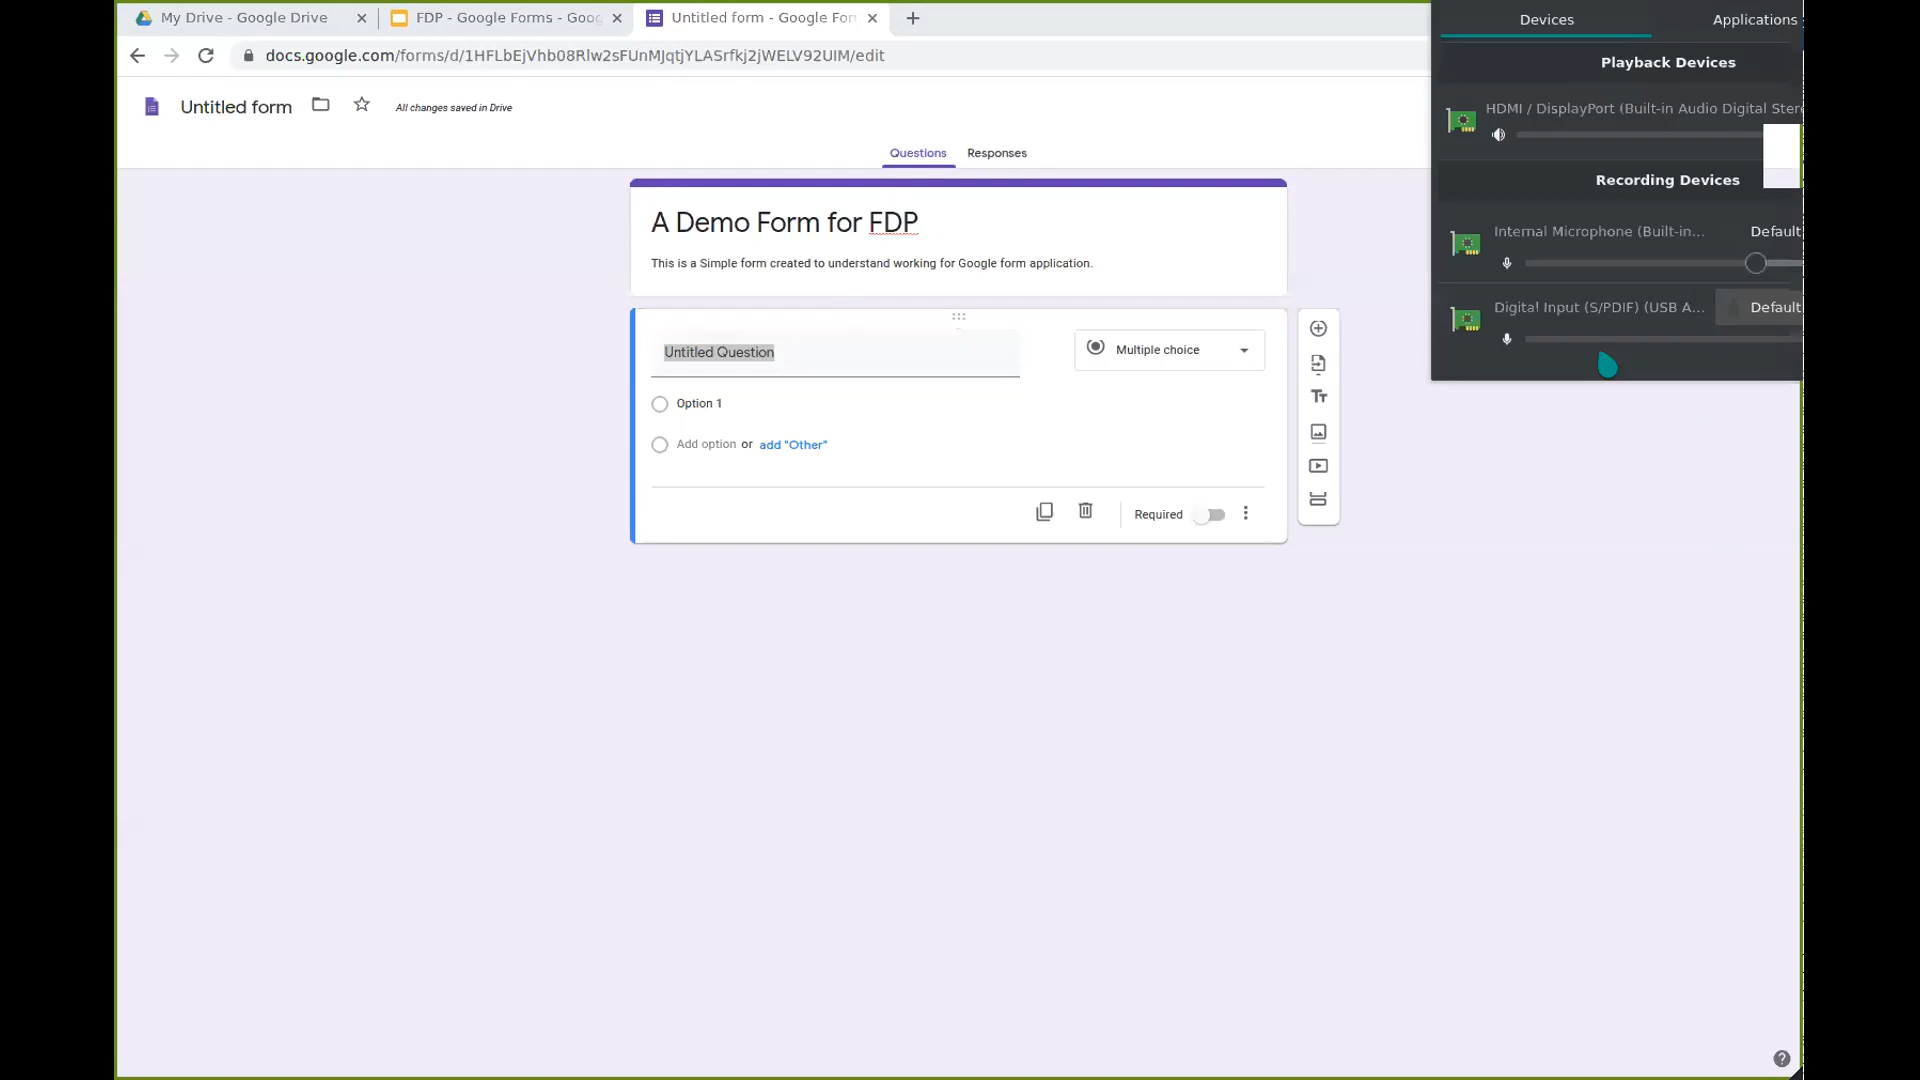 My Drive - Google Drive
FDP - Google Forms - Goog
Untitled form - Google For
docs.google.com/forms/d/1HFLbEjVhb08Rlw2sFUnMJqtjYLASrfkj2jWELV92UIM/edit
Untitled form
All changes saved in Drive
Questions
Responses
A Demo Form for FDP
This is a Simple form created to understand working for Google form application.
Untitled Question
Multiple choice
Option 1
Add option or add "Other"
Required
Devices
Applications
Playback Devices
HDMI / DisplayPort (Built-in Audio Digital Stere
Recording Devices
Internal Microphone (Built-in...
Default
Digital Input (S/PDIF) (USB A...
Default